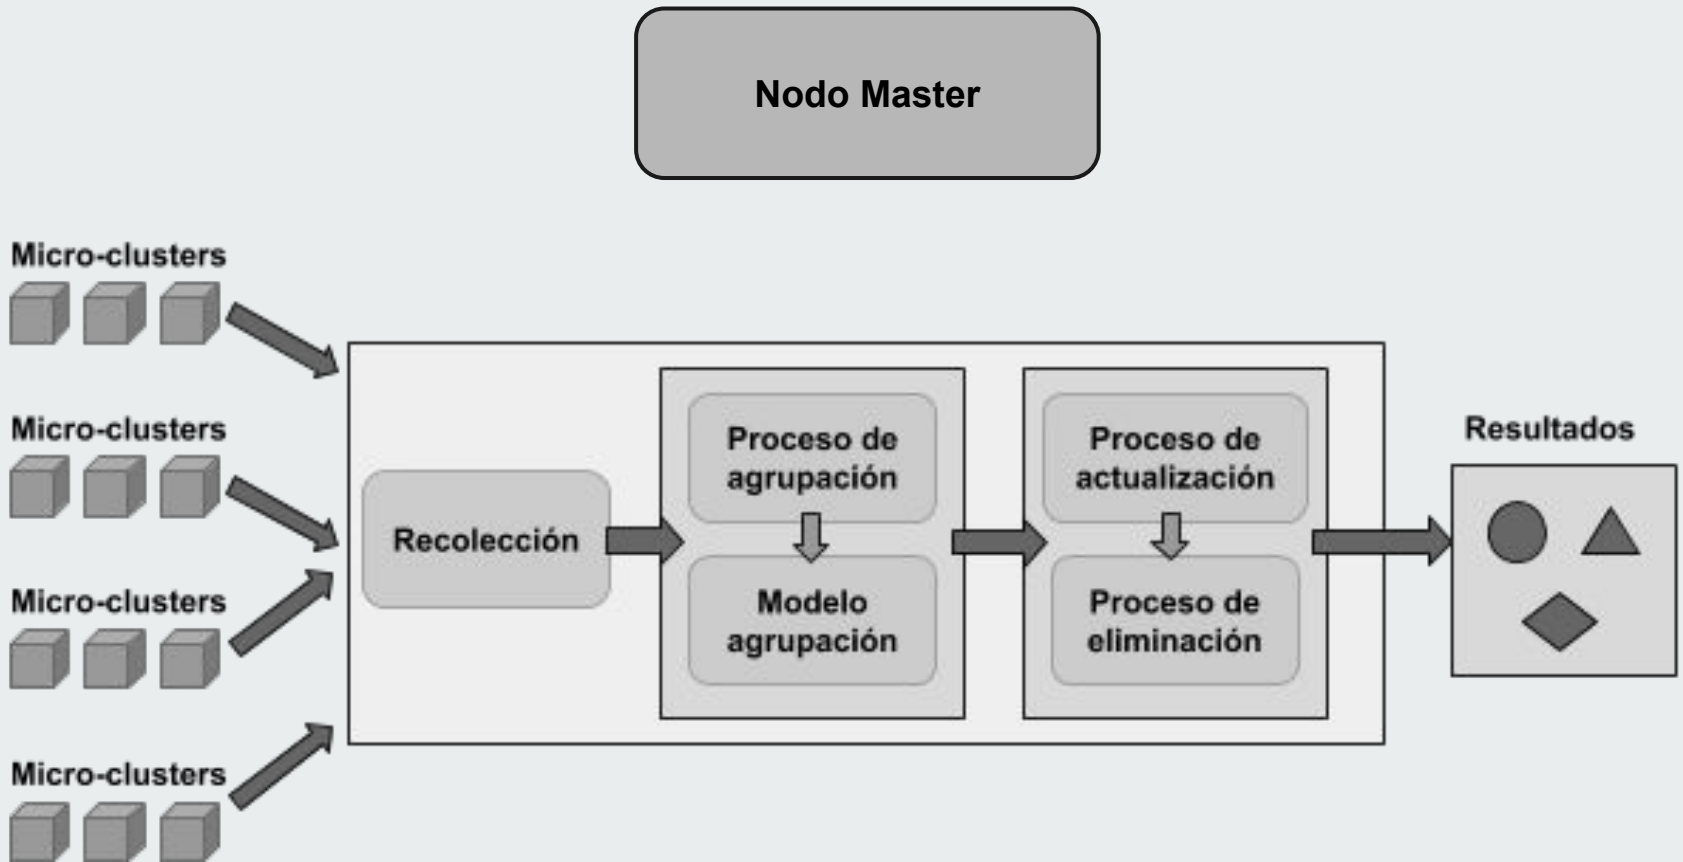 Nodo Master
Micro-clusters
Micro-clusters
Micro-clusters
Micro-clusters
Recolección
Proceso de
agrupación
Modelo
agrupación
Proceso de
actualización
Proceso de
eliminación
Resultados